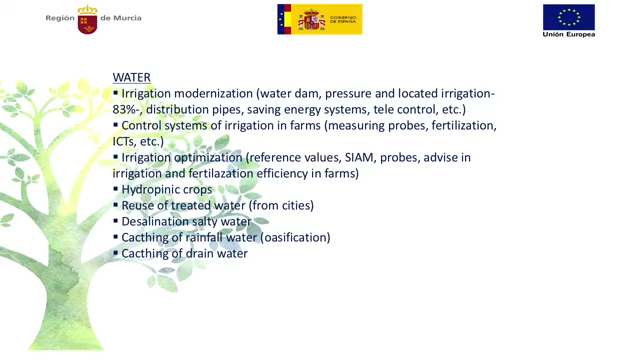 Región de Murcia
GOBIERNO
DE ESPAÑA
Unión Europea
WATER
▪ Irrigation modernization (water dam, pressure and located irrigation-
83%-, distribution pipes, saving energy systems, tele control, etc.)
▪ Control systems of irrigation in farms (measuring probes, fertilization,
ICTs, etc.)
▪ Irrigation optimization (reference values, SIAM, probes, advise in
irrigation and fertilazation efficiency in farms)
▪ Hydropinic crops
▪ Reuse of treated water (from cities)
▪ Desalination salty water
▪ Cacthing of rainfall water (oasification)
▪ Cacthing of drain water